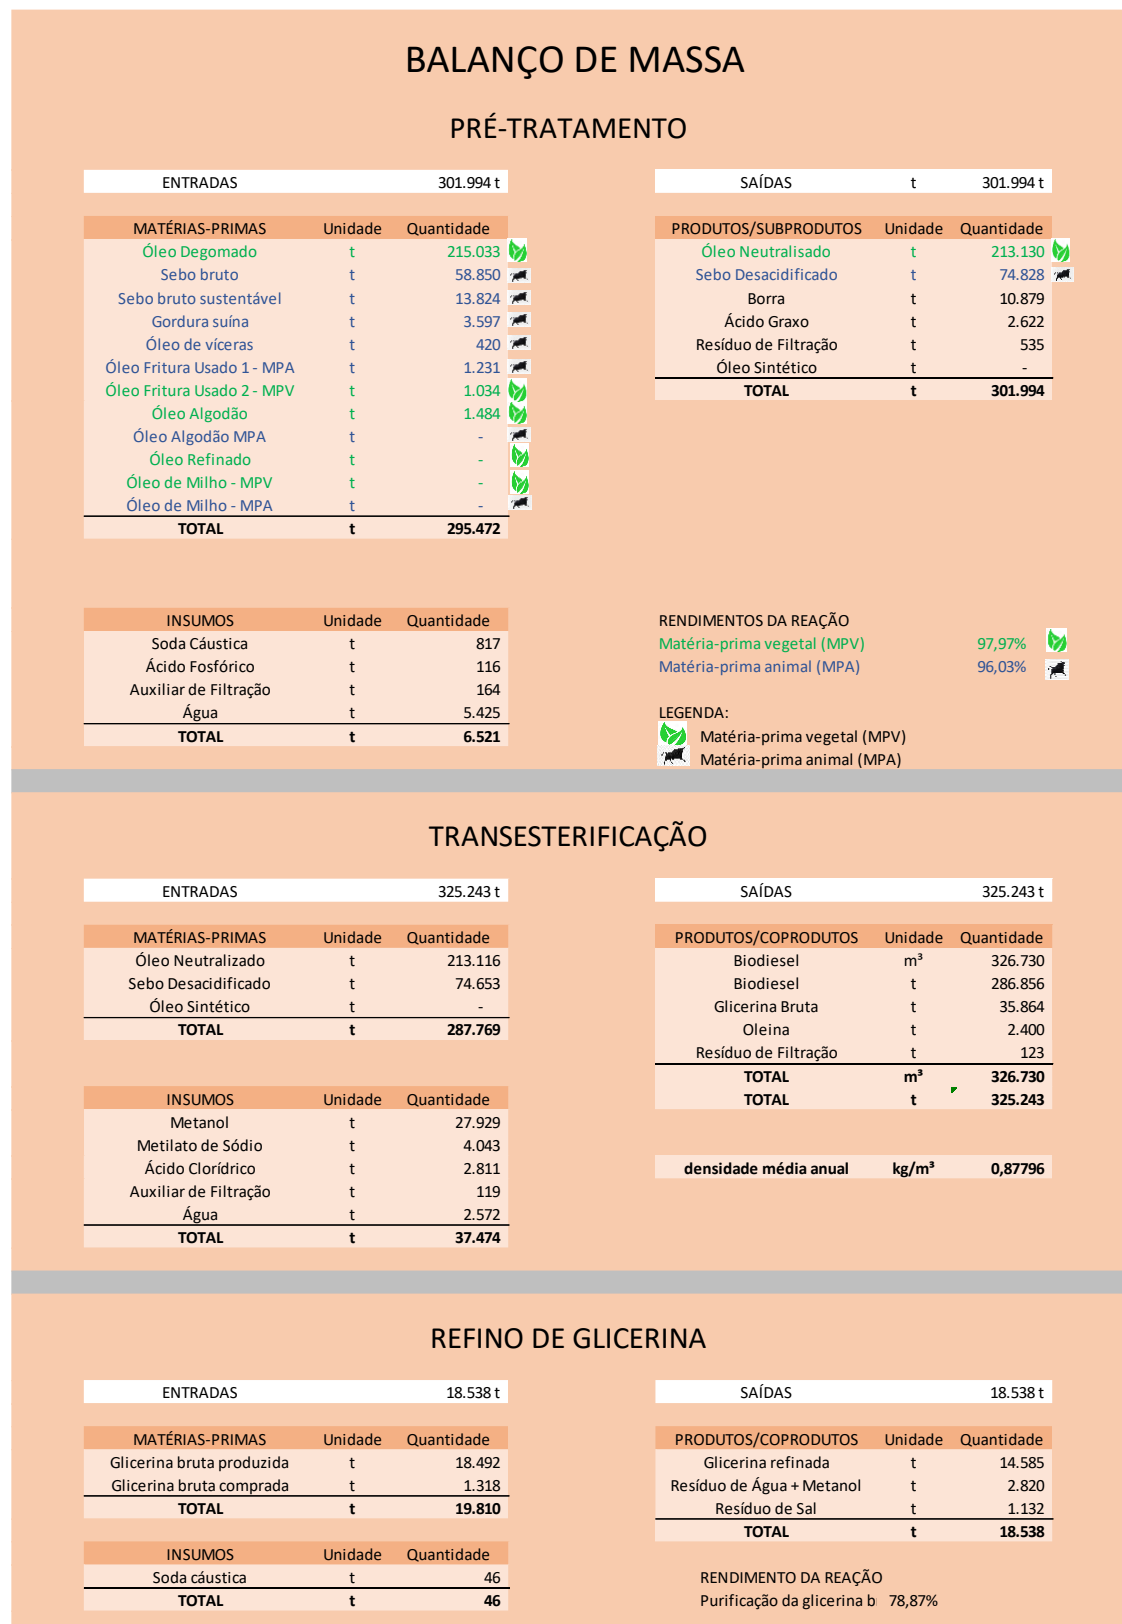 BALANÇO DE MASSA
PRÉ-TRATAMENTO
ENTRADAS 301.994 t
MATÉRIAS-PRIMAS Unidade Quantidade
Óleo Degomado t 215.033
Sebo bruto t 58.850
Sebo bruto sustentável t 13.824
Gordura suína t 3.597
Óleo de víceras t 420
Óleo Fritura Usado 1 - MPA t 1.231
Óleo Fritura Usado 2 - MPV t 1.034
Óleo Algodão t 1.484
Óleo Algodão MPA t -
Óleo Refinado t -
Óleo de Milho - MPV t -
Óleo de Milho - MPA t -
TOTAL t 295.472
SAÍDAS t 301.994 t
PRODUTOS/SUBPRODUTOS Unidade Quantidade
Óleo Neutralisado t 213.130
Sebo Desacidificado t 74.828
Borra t 10.879
Ácido Graxo t 2.622
Resíduo de Filtração t 535
Óleo Sintético t -
TOTAL t 301.994
INSUMOS Unidade Quantidade
Soda Cáustica t 817
Ácido Fosfórico t 116
Auxiliar de Filtração t 164
Água t 5.425
TOTAL t 6.521
RENDIMENTOS DA REAÇÃO
Matéria-prima vegetal (MPV) 97,97%
Matéria-prima animal (MPA) 96,03%
LEGENDA:
Matéria-prima vegetal (MPV)
Matéria-prima animal (MPA)
TRANSESTERIFICAÇÃO
ENTRADAS 325.243 t
MATÉRIAS-PRIMAS Unidade Quantidade
Óleo Neutralizado t 213.116
Sebo Desacidificado t 74.653
Óleo Sintético t -
TOTAL t 287.769
INSUMOS Unidade Quantidade
Metanol t 27.929
Metilato de Sódio t 4.043
Ácido Clorídrico t 2.811
Auxiliar de Filtração t 119
Água t 2.572
TOTAL t 37.474
SAÍDAS 325.243 t
PRODUTOS/COPRODUTOS Unidade Quantidade
Biodiesel m³ 326.730
Biodiesel t 286.856
Glicerina Bruta t 35.864
Oleina t 2.400
Resíduo de Filtração t 123
TOTAL m³ 326.730
TOTAL t 325.243
densidade média anual kg/m³ 0,87796
REFINO DE GLICERINA
ENTRADAS 18.538 t
MATÉRIAS-PRIMAS Unidade Quantidade
Glicerina bruta produzida t 18.492
Glicerina bruta comprada t 1.318
TOTAL t 19.810
INSUMOS Unidade Quantidade
Soda cáustica t 46
TOTAL t 46
SAÍDAS 18.538 t
PRODUTOS/COPRODUTOS Unidade Quantidade
Glicerina refinada t 14.585
Resíduo de Água + Metanol t 2.820
Resíduo de Sal t 1.132
TOTAL t 18.538
RENDIMENTO DA REAÇÃO
Purificação da glicerina b 78,87%